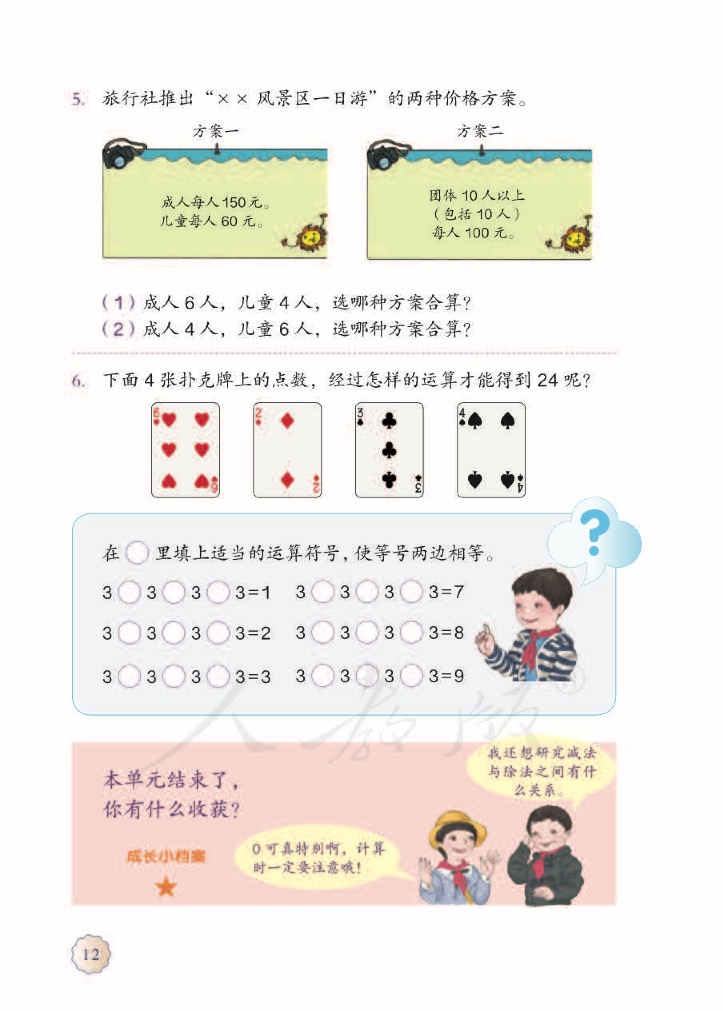 5. 旅行社推出“×× 风景区一日游”的两种价格方案。
方案一
成人每人150元。
儿童每人 60 元。
方案二
团体 10 人以上
（包括 10 人）
每人 100 元。
（1）成人 6 人，儿童 4 人，选哪种方案合算？
（2）成人 4 人，儿童 6 人，选哪种方案合算？
6. 下面 4 张扑克牌上的点数，经过怎样的运算才能得到 24 呢？
6 2 3 4
6 2 3 4
?
在○里填上适当的运算符号，使等号两边相等。
3○3○3○3=1 3○3○3○3=7
3○3○3○3=2 3○3○3○3=8
3○3○3○3=3 3○3○3○3=9
人教版
我还想研究减法
与除法之间有什
么关系。
本单元结束了，
你有什么收获？
成长小档案
0 可真特别啊，计算
时一定要注意哦！
12